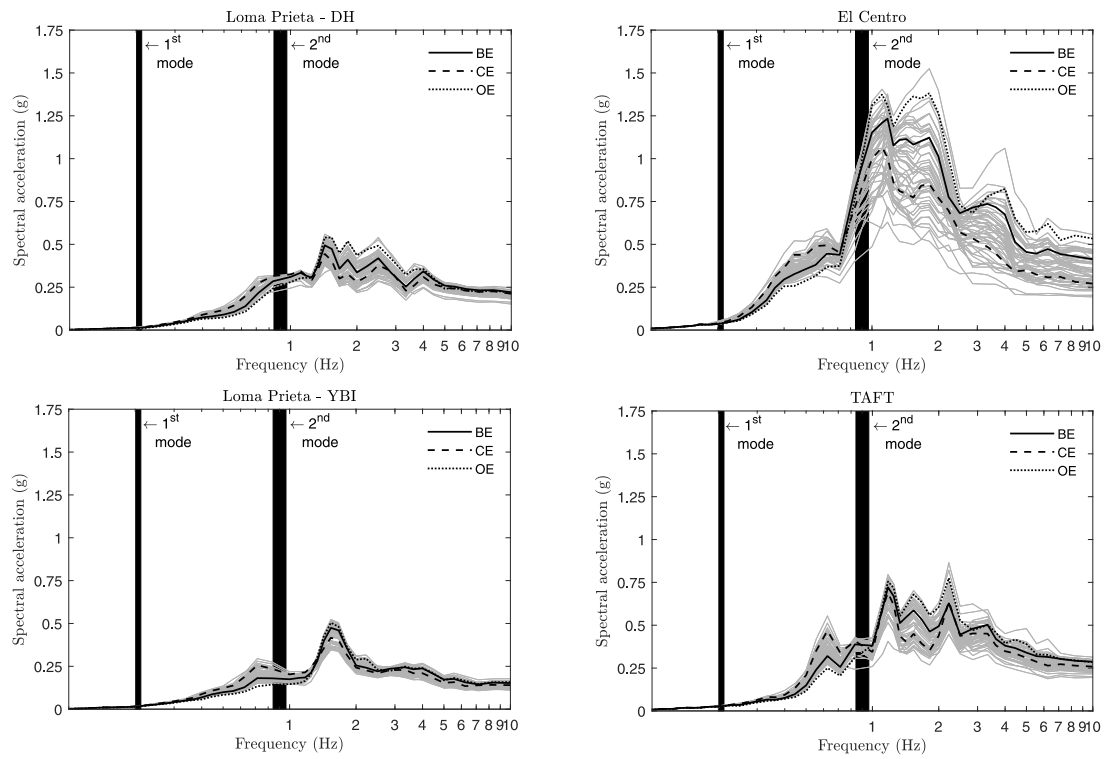 Loma Prieta - DH
1.75
1.5
1.25
1
0.75
0.5
0.25
0
Spectral acceleration (g)
← 1st
mode
← 2nd
mode
BE
CE
OE
1 2 3 4 5 6 7 8 9 10
Frequency (Hz)
El Centro
1.75
1.5
1.25
1
0.75
0.5
0.25
0
Spectral acceleration (g)
← 1st
mode
← 2nd
mode
BE
CE
OE
1 2 3 4 5 6 7 8 9 10
Frequency (Hz)
Loma Prieta - YBI
1.75
1.5
1.25
1
0.75
0.5
0.25
0
Spectral acceleration (g)
← 1st
mode
← 2nd
mode
BE
CE
OE
1 2 3 4 5 6 7 8 9 10
Frequency (Hz)
TAFT
1.75
1.5
1.25
1
0.75
0.5
0.25
0
Spectral acceleration (g)
← 1st
mode
← 2nd
mode
BE
CE
OE
1 2 3 4 5 6 7 8 9 10
Frequency (Hz)